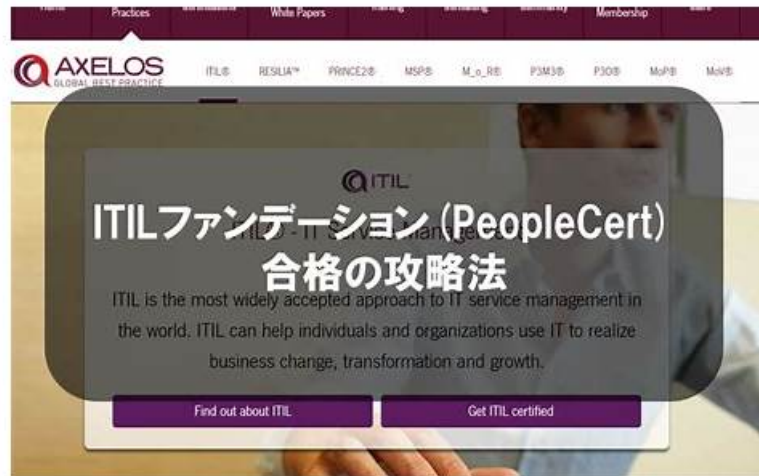 Practices
White Papers
Membership
AXELOS
GLOBAL BEST PRACTICE
ITIL® RESILIA™ PRINCE2® MSP® M_o_R® P3M3® P3O® MoP® MoV®
ITIL
ITILファンデーション(PeopleCert)
合格の攻略法
ITIL is the most widely accepted approach to IT service management in
the world. ITIL can help individuals and organizations use IT to realize
business change, transformation and growth.
Find out about ITIL
Get ITIL certified